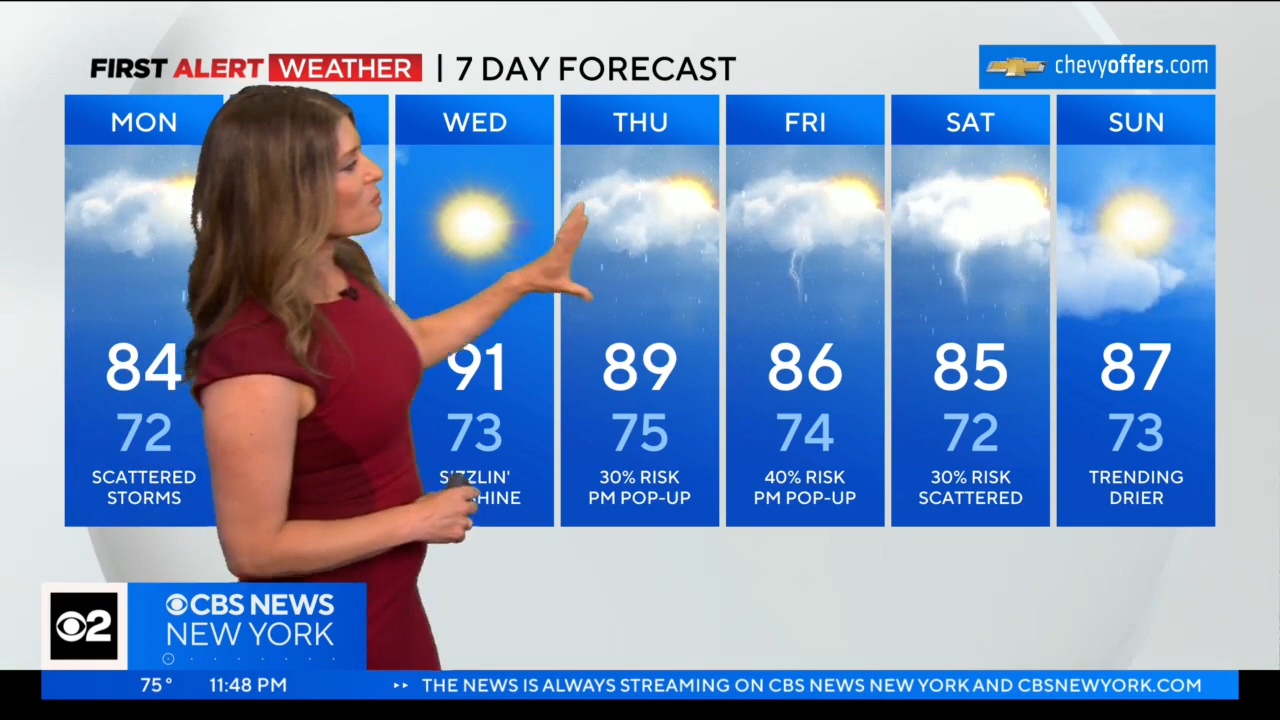 FIRST ALERT WEATHER | 7 DAY FORECAST
chevyoffers.com
MON
WED
THU
FRI
SAT
SUN
84
91
89
86
85
87
72
73
75
74
72
73
SCATTERED
STORMS
30% RISK
PM POP-UP
40% RISK
PM POP-UP
30% RISK
SCATTERED
TRENDING
DRIER
2
CBS NEWS
NEW YORK
75° 11:48 PM THE NEWS IS ALWAYS STREAMING ON CBS NEWS NEW YORK AND CBSNEWYORK.COM